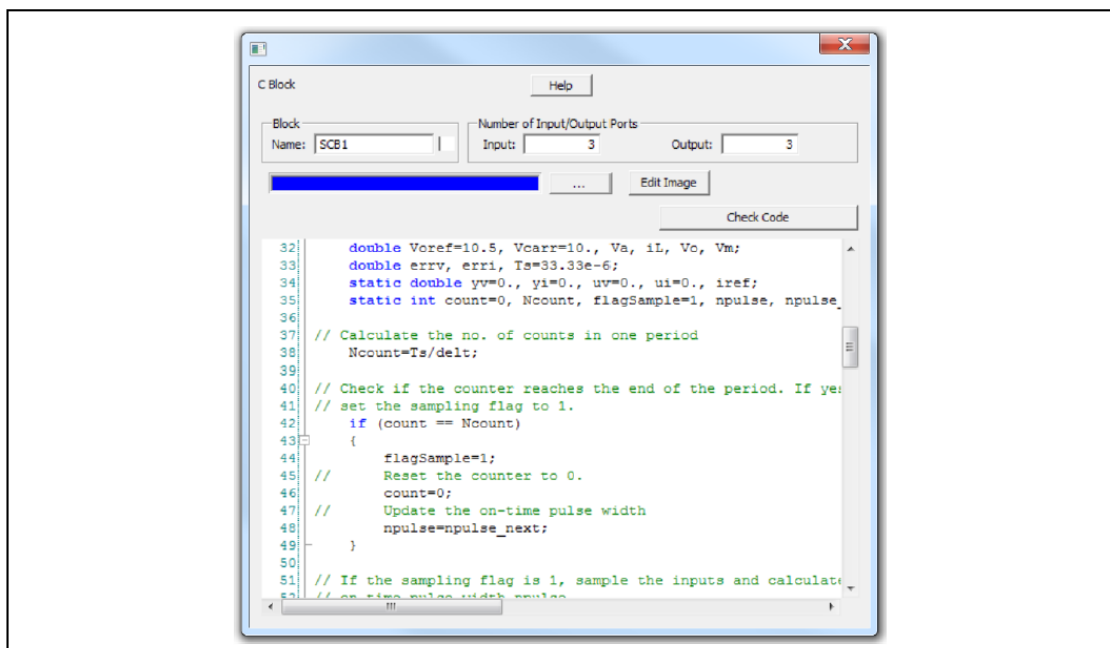 C Block
Help
Block
Number of Input/Output Ports
Name: SCB1
Input: 3
Output: 3
...
Edit Image
Check Code
32 double Voref=10.5, Vcarr=10., Va, iL, Vo, Vm;
33 double errv, erri, Ts=33.33e-6;
34 static double yv=0., yi=0., uv=0., ui=0., iref;
35 static int count=0, Ncount, flagSample=1, npulse, npulse_
36
37 // Calculate the no. of counts in one period
38 Ncount=Ts/delt;
39
40 // Check if the counter reaches the end of the period. If yes
41 // set the sampling flag to 1.
42 if (count == Ncount)
43 {
44 flagSample=1;
45 // Reset the counter to 0.
46 count=0;
47 // Update the on-time pulse width
48 npulse=npulse_next;
49 }
50
51 // If the sampling flag is 1, sample the inputs and calculate
52 // on-time pulse width npulse